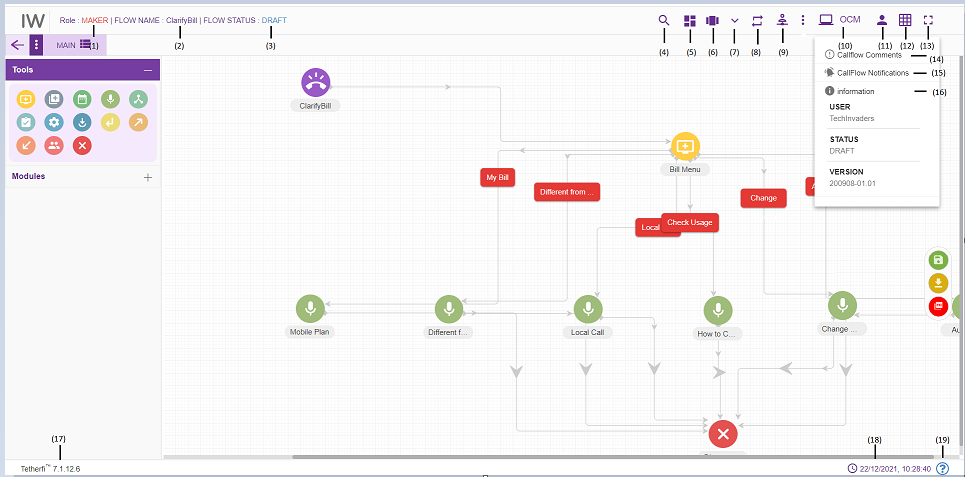 IW Role : MAKER | FLOW NAME : ClarifyBill | FLOW STATUS : DRAFT
OCM
MAIN (1) (2) (3)
(4) (5) (6) (7) (8) (9) (10) (11) (12) (13)
Callflow Comments (14)
CallFlow Notifications (15)
information (16)
USER
TechInvaders
STATUS
DRAFT
VERSION
200908-01.01
Tools
Modules
ClarifyBill
Bill Menu
My Bill
Different from ...
Change
Local
Check Usage
Mobile Plan
Different f...
Local Call
How to C...
Change ...
(17)
Tetherfi™ 7.1.12.6
(18) (19)
22/12/2021, 10:28:40